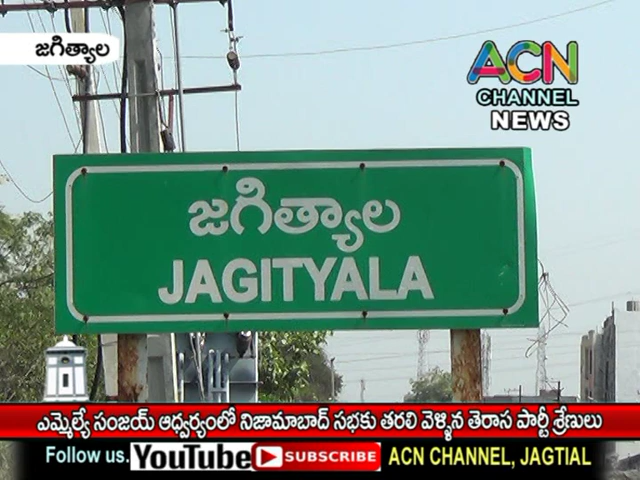 జగిత్యాల
ACN
CHANNEL
NEWS
జగిత్యాల
JAGITYALA
ఎమ్మెల్యే సంజయ్ ఆధ్వర్యంలో నిజామాబాద్ సభకు తరలి వెళ్ళిన తెరాస పార్టీ శ్రేణులు
Follow us. YouTube SUBSCRIBE ACN CHANNEL, JAGTIAL